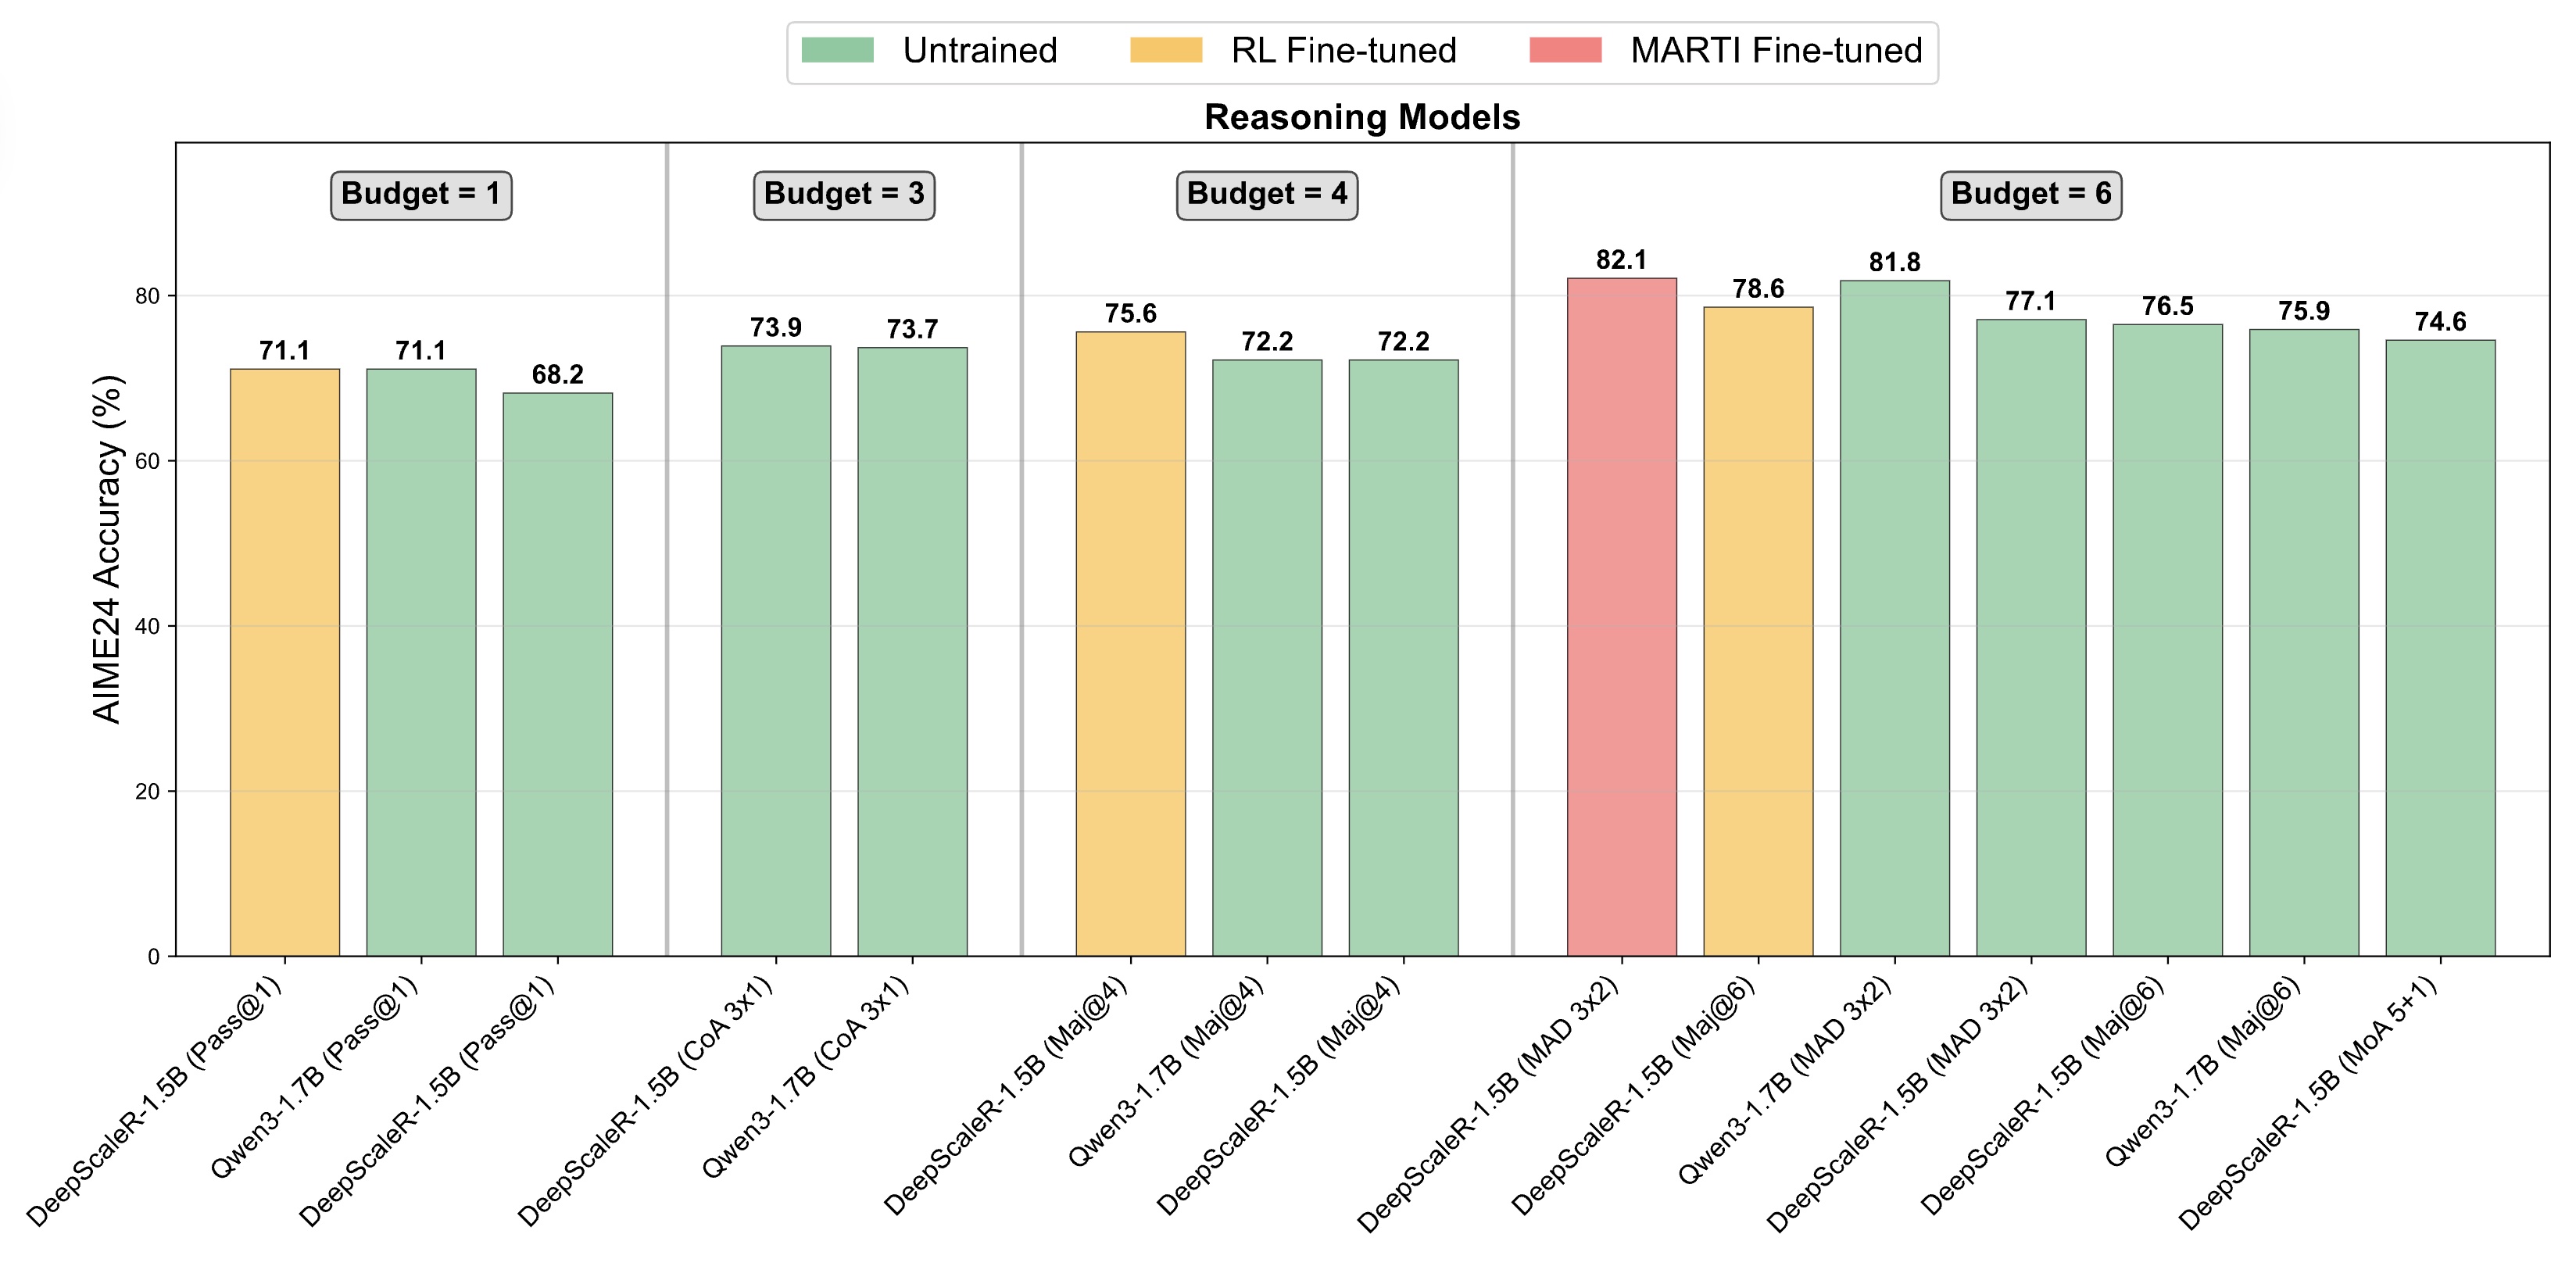 Untrained
RL Fine-tuned
MARTI Fine-tuned
Reasoning Models
Budget = 1
Budget = 3
Budget = 4
Budget = 6
AIME24 Accuracy (%)
80
60
40
20
0
71.1
71.1
68.2
73.9
73.7
75.6
72.2
72.2
82.1
78.6
81.8
77.1
76.5
75.9
74.6
DeepScaleR-1.5B (Pass@1)
Qwen3-1.7B (Pass@1)
DeepScaleR-1.5B (Pass@1)
DeepScaleR-1.5B (CoA 3x1)
Qwen3-1.7B (CoA 3x1)
DeepScaleR-1.5B (Maj@4)
Qwen3-1.7B (Maj@4)
DeepScaleR-1.5B (Maj@4)
DeepScaleR-1.5B (MAD 3x2)
DeepScaleR-1.5B (Maj@6)
Qwen3-1.7B (MAD 3x2)
DeepScaleR-1.5B (MAD 3x2)
DeepScaleR-1.5B (Maj@6)
Qwen3-1.7B (Maj@6)
DeepScaleR-1.5B (MoA 5+1)